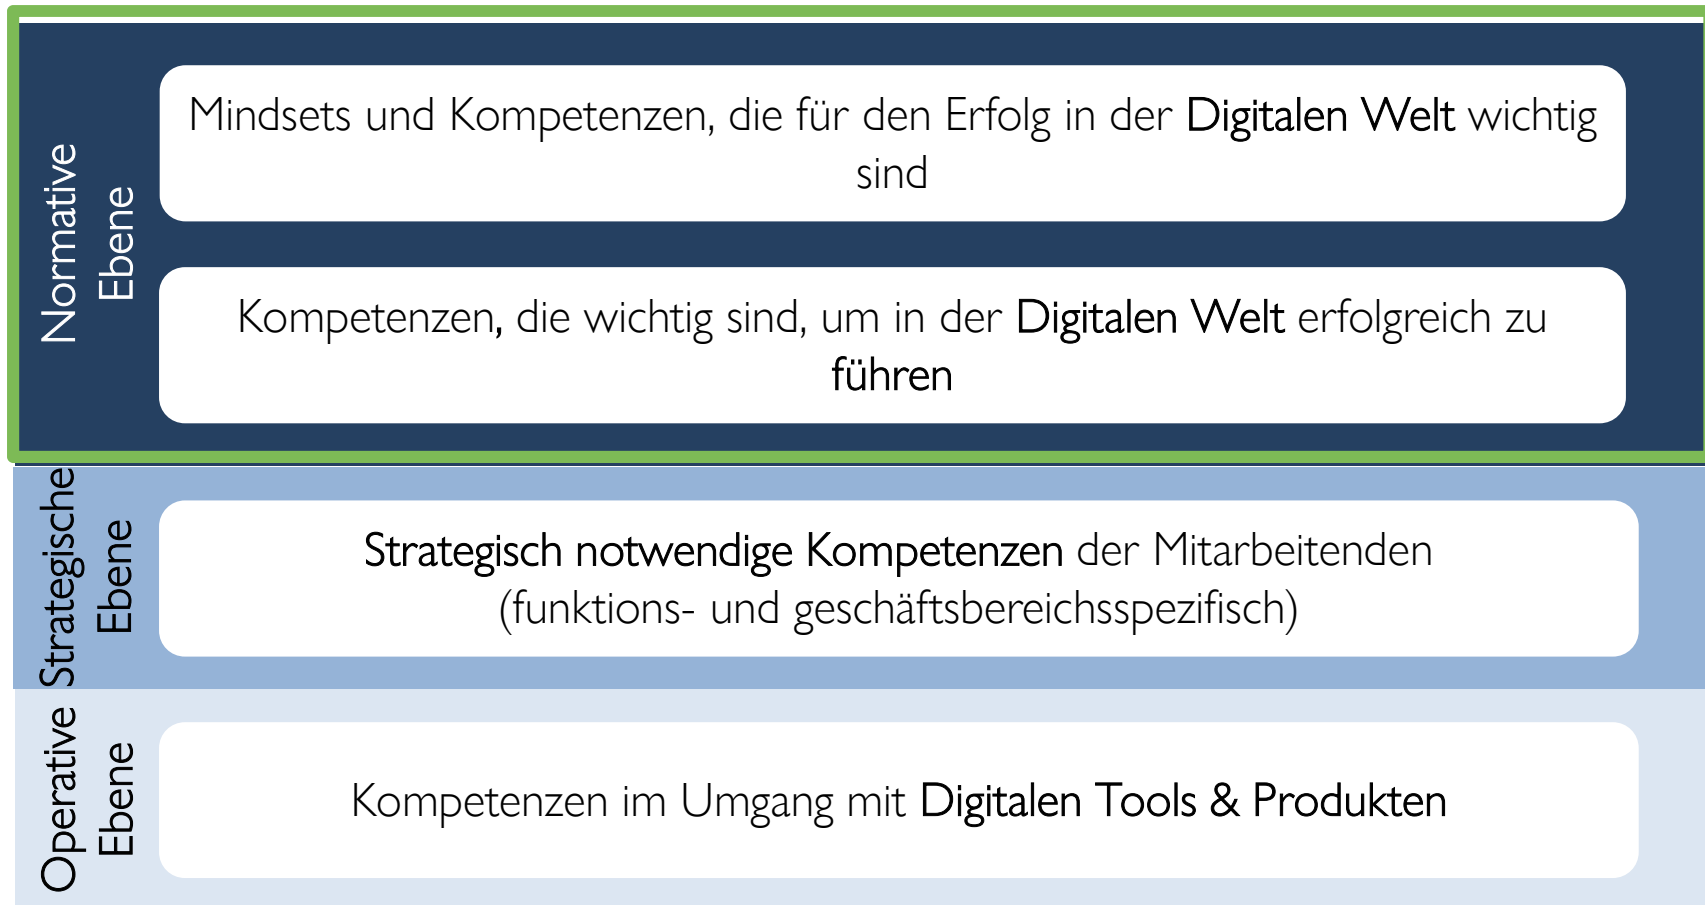 Normative
Ebene
Mindsets und Kompetenzen, die für den Erfolg in der Digitalen Welt wichtig
sind
Kompetenzen, die wichtig sind, um in der Digitalen Welt erfolgreich zu
führen
Strategische
Ebene
Strategisch notwendige Kompetenzen der Mitarbeitenden
(funktions- und geschäftsbereichsspezifisch)
Operative
Ebene
Kompetenzen im Umgang mit Digitalen Tools & Produkten